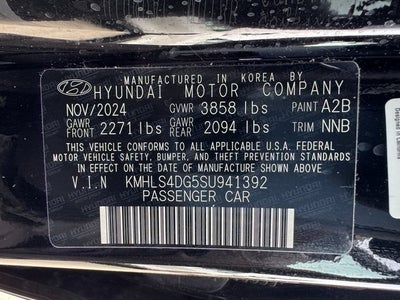 MANUFACTURED IN KOREA BY
HYUNDAI MOTOR COMPANY
NOV/2024 GVWR 3858 lbs PAINT A2B
GAWR FRONT 2271 lbs GAWR REAR 2094 lbs TRIM NNB
THIS VEHICLE CONFORMS TO ALL APPLICABLE U.S.A. FEDERAL
MOTOR VEHICLE SAFETY, BUMPER, AND THEFT PREVENTION
STANDARDS IN EFFECT ON THE DATE OF MANUFACTURE
SHOWN ABOVE.
V.I.N KMHLS4DG5SU941392
PASSENGER CAR